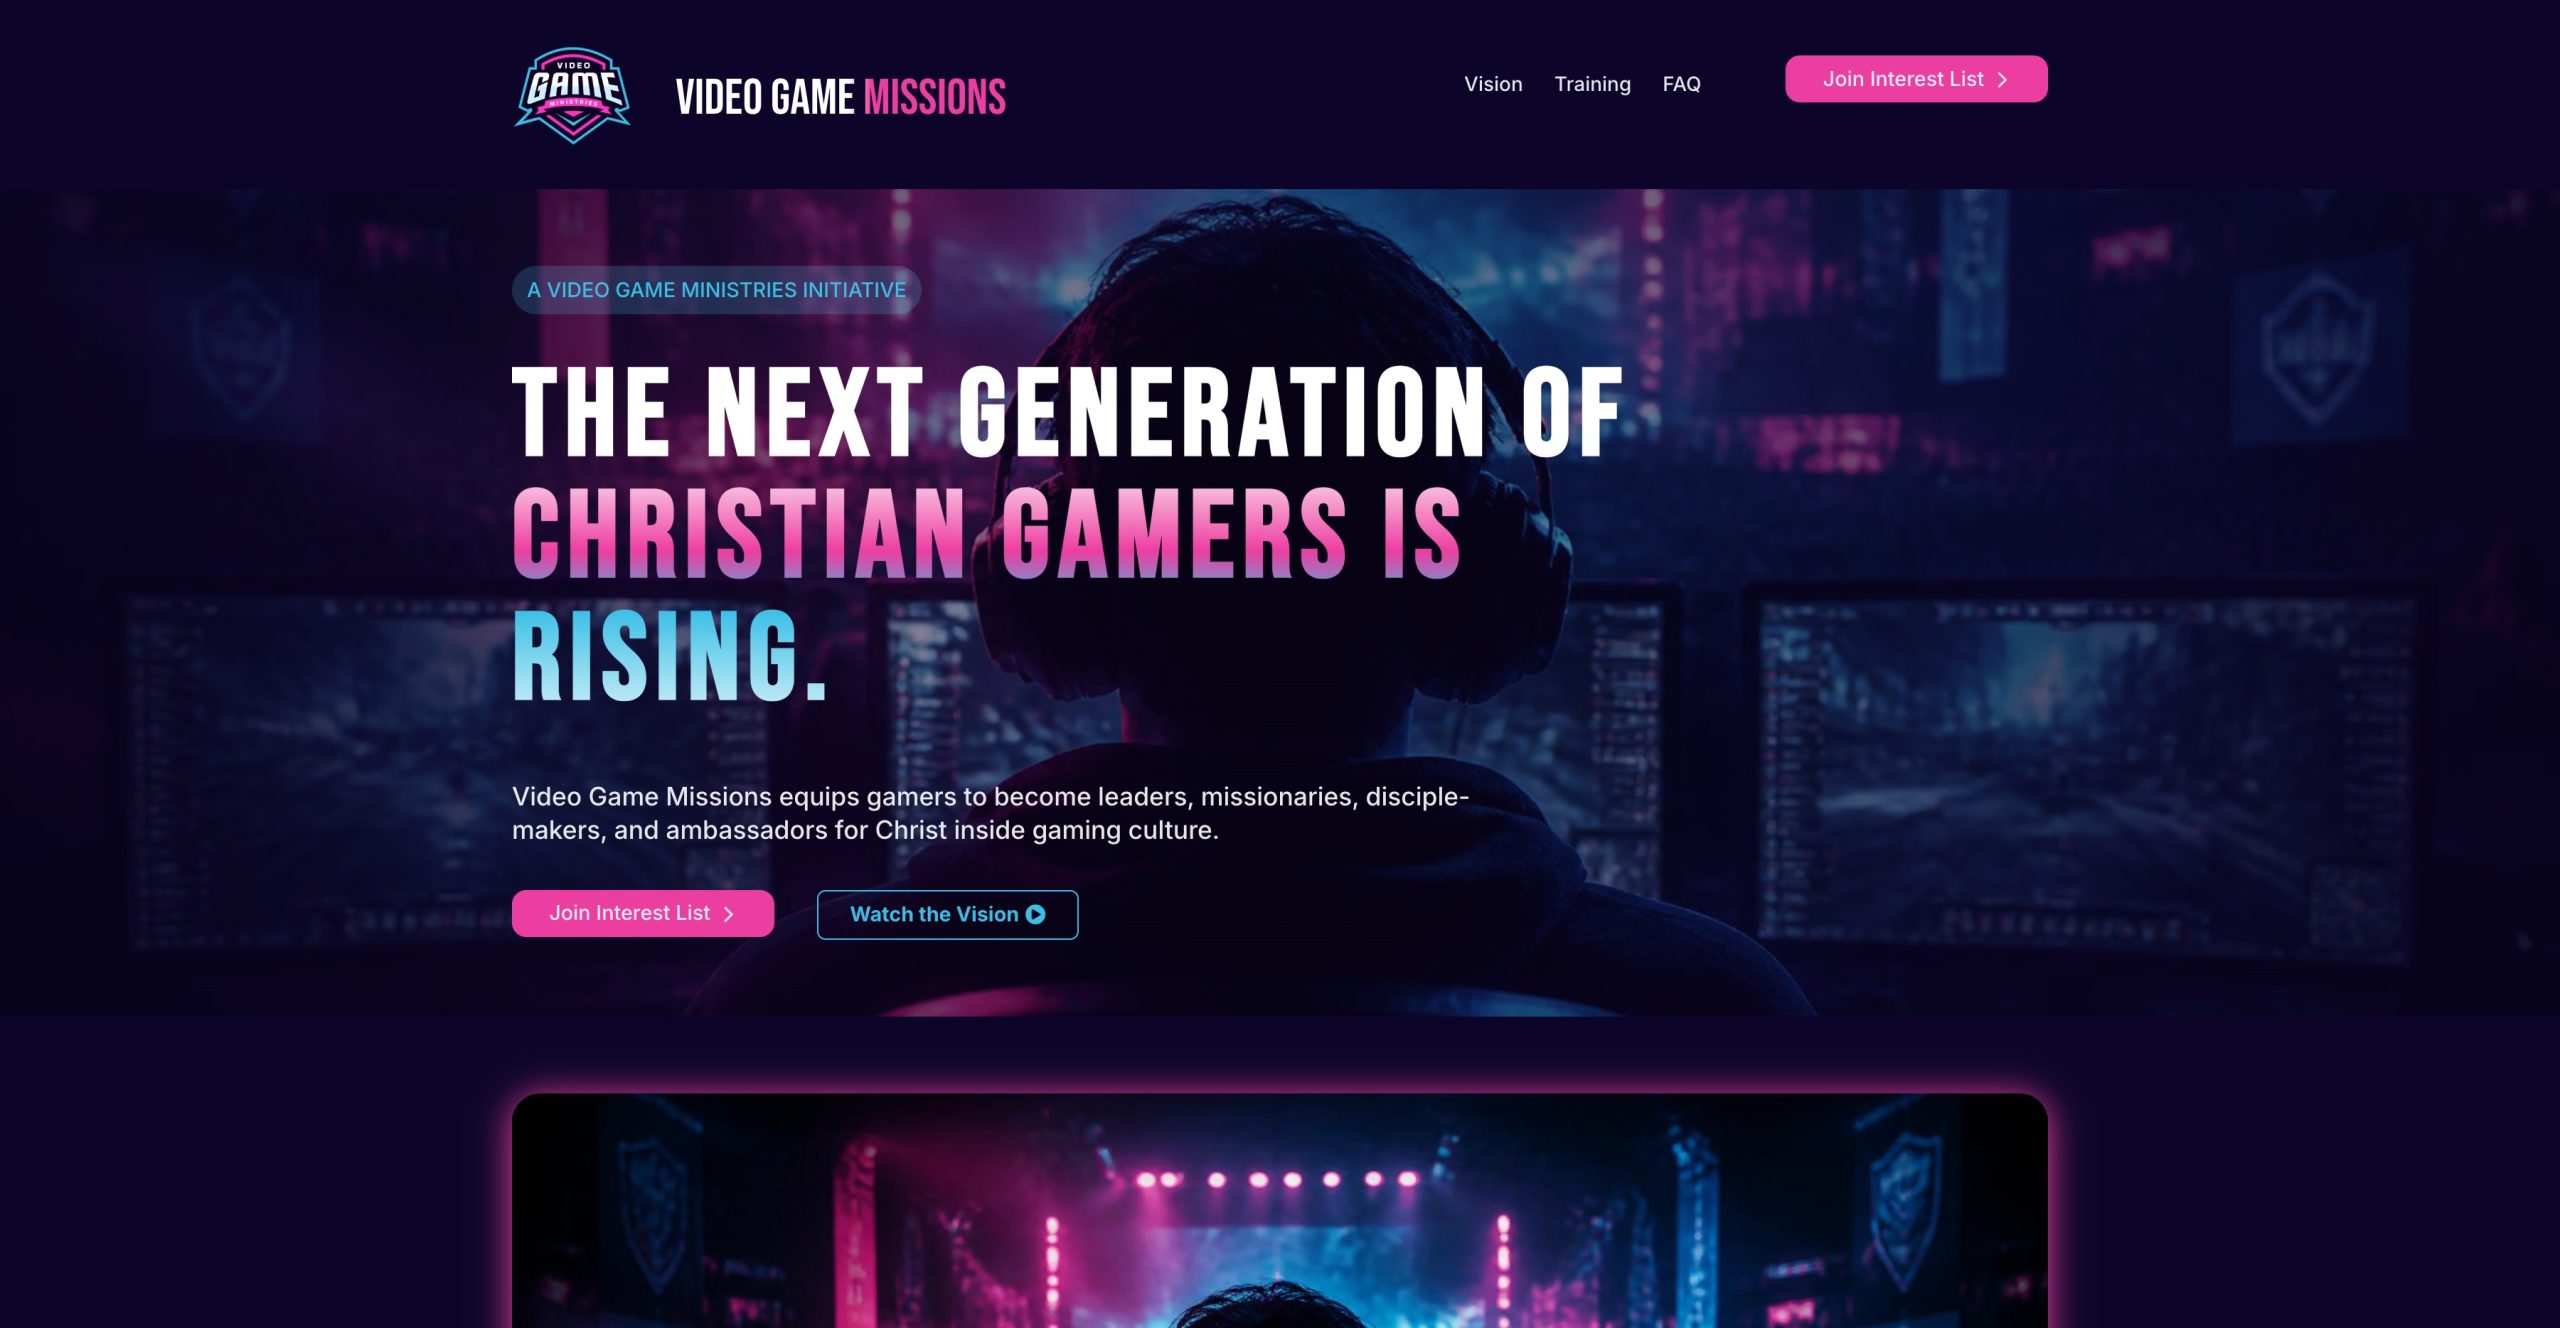 VIDEO
GAME
MINISTRIES
VIDEO GAME MISSIONS
Vision
Training
FAQ
Join Interest List
A VIDEO GAME MINISTRIES INITIATIVE
THE NEXT GENERATION OF
CHRISTIAN GAMERS IS
RISING.
Video Game Missions equips gamers to become leaders, missionaries, disciple-
makers, and ambassadors for Christ inside gaming culture.
Join Interest List
Watch the Vision